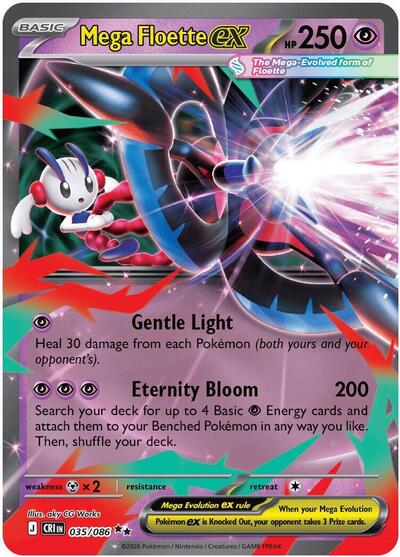 BASIC
Mega Floette ex HP 250
The Mega-Evolved form of
Floette
Gentle Light
Heal 30 damage from each Pokémon (both yours and your
opponent's).
Eternity Bloom 200
Search your deck for up to 4 Basic Energy cards and
attach them to your Benched Pokémon in any way you like.
Then, shuffle your deck.
weakness ×2 resistance retreat
Illus. aky CG Works
Mega Evolution ex rule
When your Mega Evolution
Pokémon ex is Knocked Out, your opponent takes 3 Prize cards.
J CRI EN 035/086
©2026 Pokémon / Nintendo / Creatures / GAME FREAK